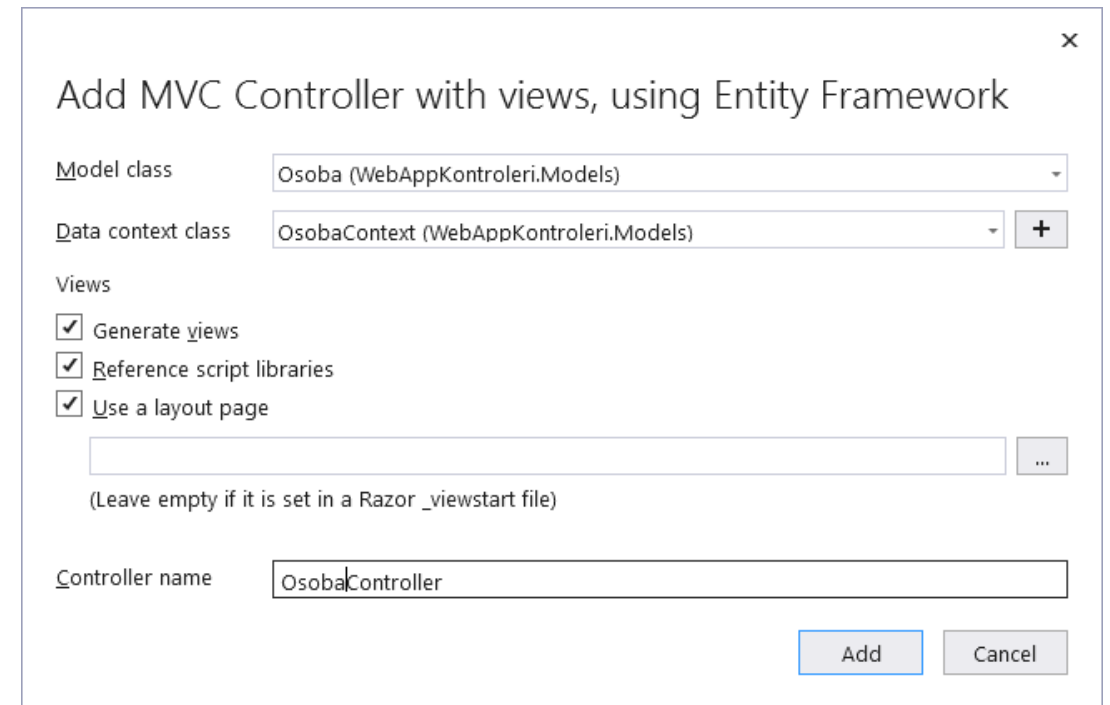 ×
Add MVC Controller with views, using Entity Framework
Model class Osoba (WebAppKontroleri.Models)
Data context class OsobaContext (WebAppKontroleri.Models) +
Views
Generate views
Reference script libraries
Use a layout page
...
(Leave empty if it is set in a Razor _viewstart file)
Controller name OsobaController
Add Cancel